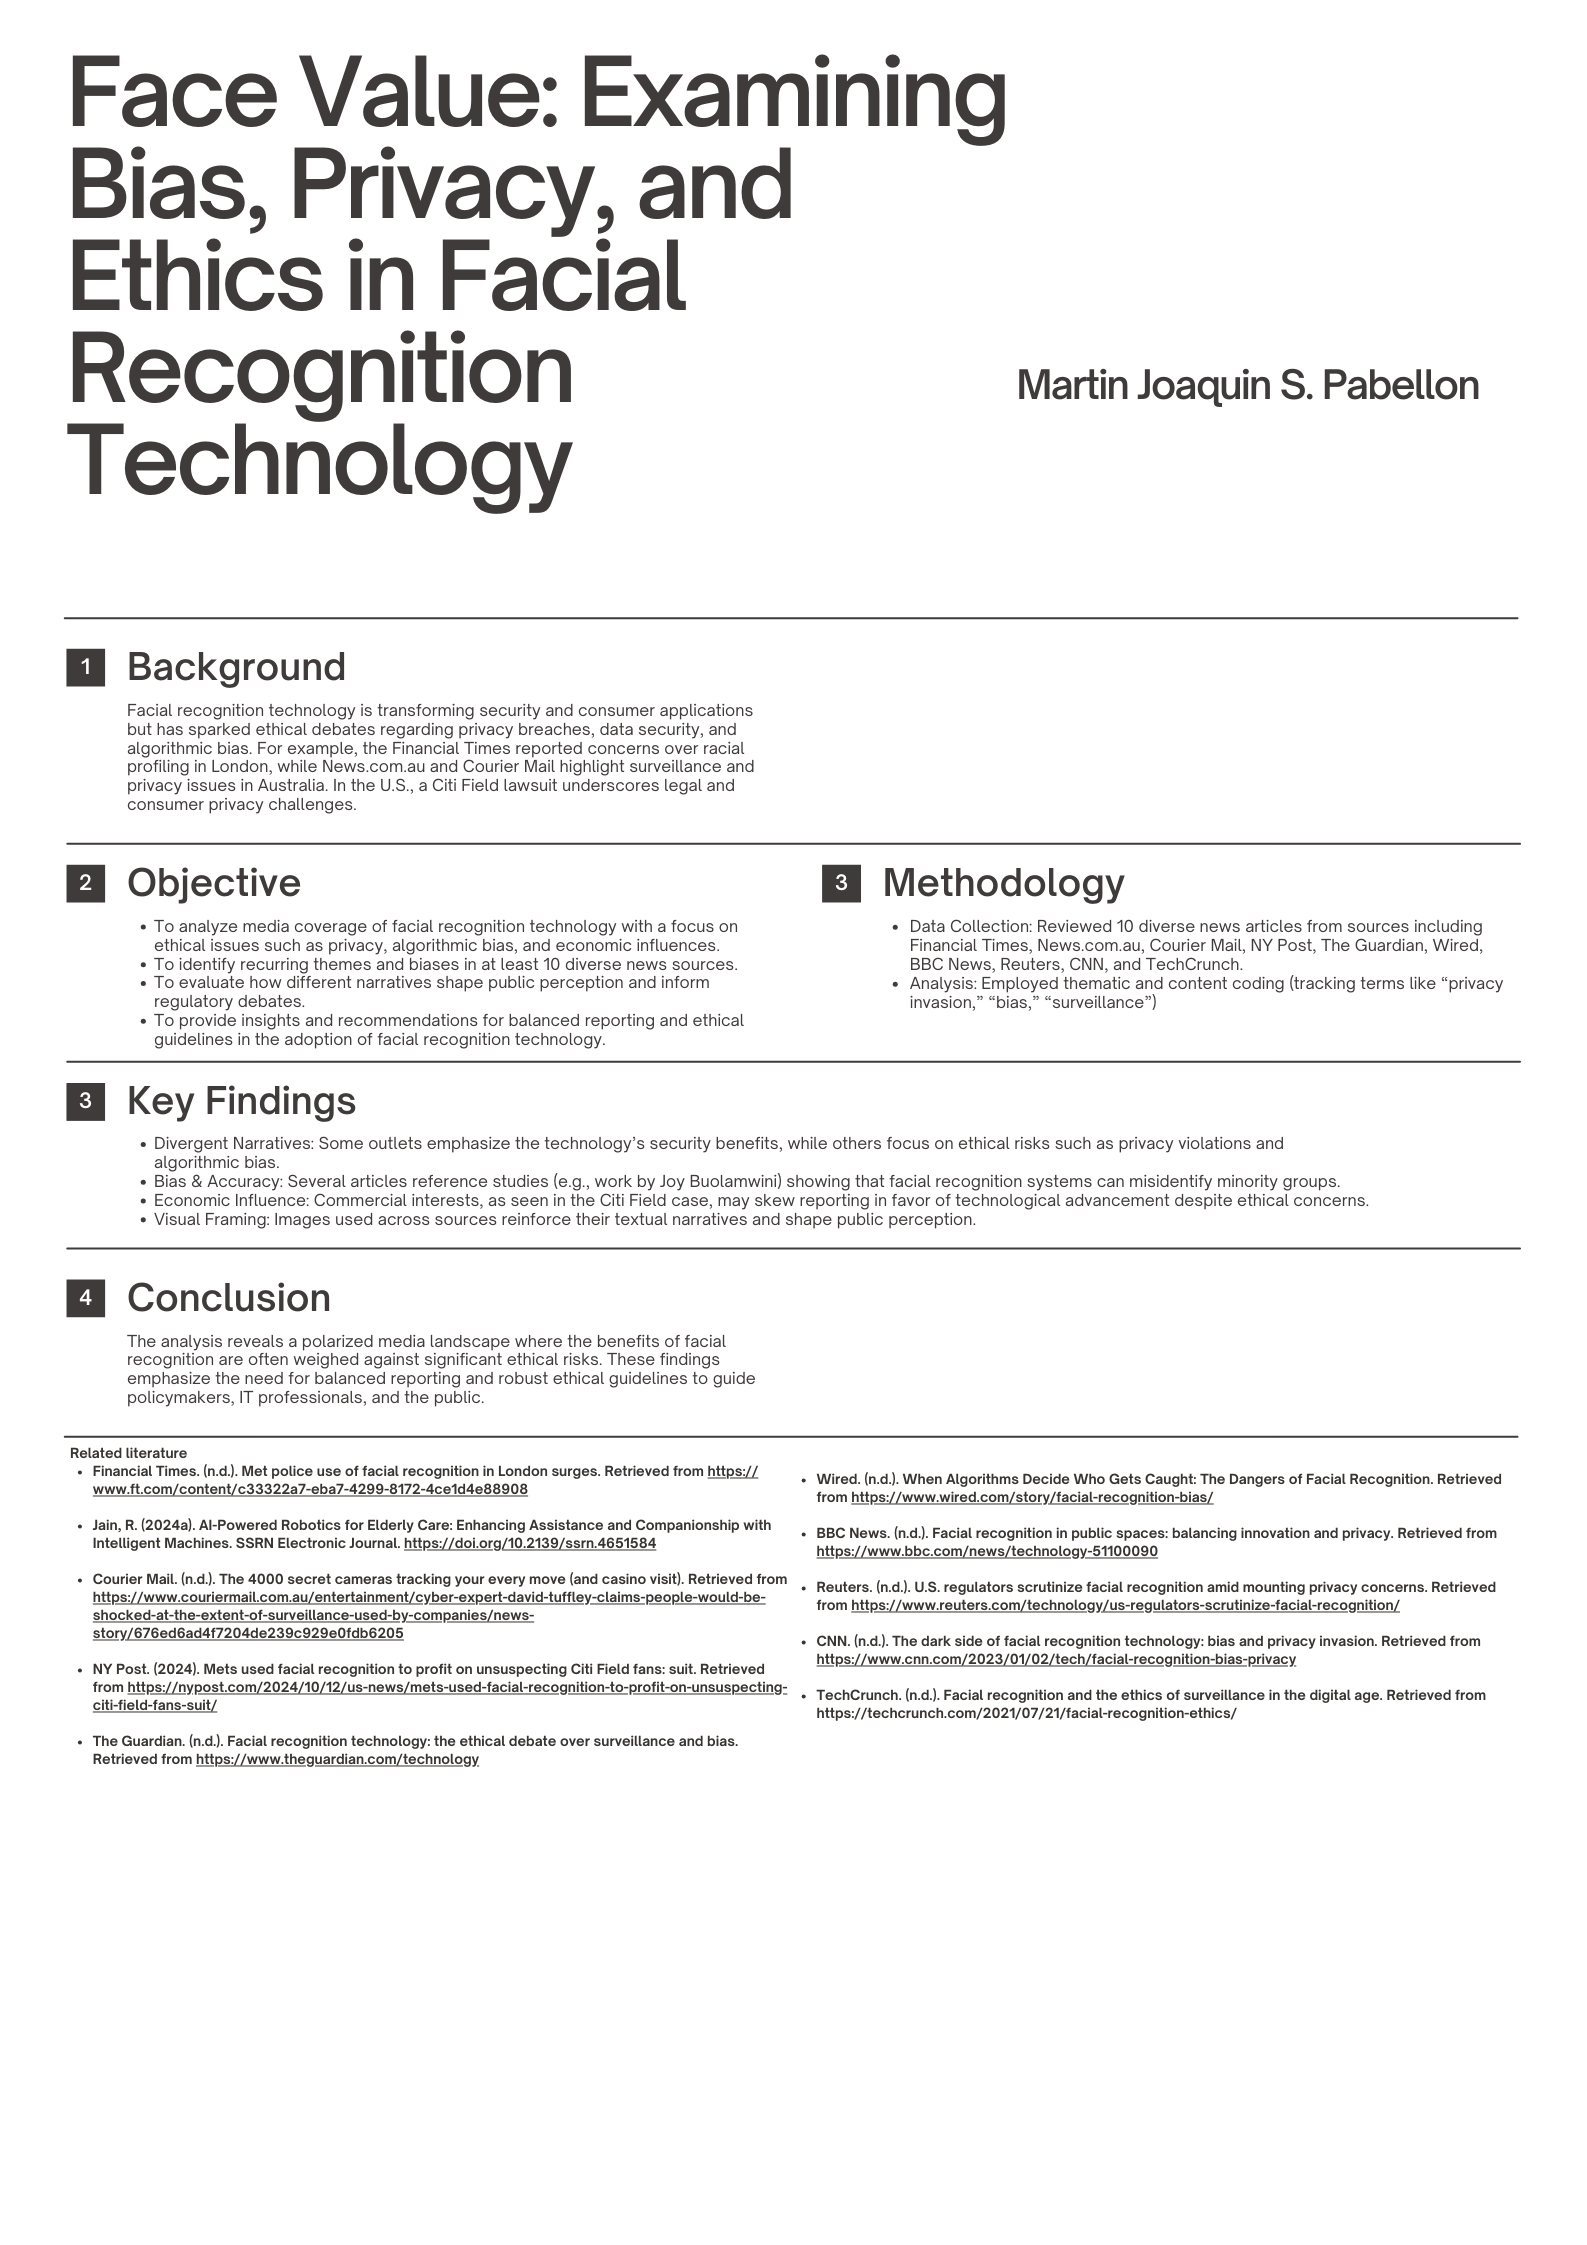 Face Value: Examining
Bias, Privacy, and
Ethics in Facial
Recognition
Technology
Martin Joaquin S. Pabellon
1
Background
Facial recognition technology is transforming security and consumer applications
but has sparked ethical debates regarding privacy breaches, data security, and
algorithmic bias. For example, the Financial Times reported concerns over racial
profiling in London, while News.com.au and Courier Mail highlight surveillance and
privacy issues in Australia. In the U.S., a Citi Field lawsuit underscores legal and
consumer privacy challenges.
2
Objective
• To analyze media coverage of facial recognition technology with a focus on
ethical issues such as privacy, algorithmic bias, and economic influences.
• To identify recurring themes and biases in at least 10 diverse news sources.
• To evaluate how different narratives shape public perception and inform
regulatory debates.
• To provide insights and recommendations for balanced reporting and ethical
guidelines in the adoption of facial recognition technology.
3
Methodology
• Data Collection: Reviewed 10 diverse news articles from sources including
Financial Times, News.com.au, Courier Mail, NY Post, The Guardian, Wired,
BBC News, Reuters, CNN, and TechCrunch.
• Analysis: Employed thematic and content coding (tracking terms like “privacy
invasion,” “bias,” “surveillance”)
3
Key Findings
• Divergent Narratives: Some outlets emphasize the technology’s security benefits, while others focus on ethical risks such as privacy violations and
algorithmic bias.
• Bias & Accuracy: Several articles reference studies (e.g., work by Joy Buolamwini) showing that facial recognition systems can misidentify minority groups.
• Economic Influence: Commercial interests, as seen in the Citi Field case, may skew reporting in favor of technological advancement despite ethical concerns.
• Visual Framing: Images used across sources reinforce their textual narratives and shape public perception.
4
Conclusion
The analysis reveals a polarized media landscape where the benefits of facial
recognition are often weighed against significant ethical risks. These findings
emphasize the need for balanced reporting and robust ethical guidelines to guide
policymakers, IT professionals, and the public.
Related literature
• Financial Times. (n.d.). Met police use of facial recognition in London surges. Retrieved from https://
www.ft.com/content/c33322a7-eba7-4299-8172-4ce1d4e88908
• Jain, R. (2024a). AI-Powered Robotics for Elderly Care: Enhancing Assistance and Companionship with
Intelligent Machines. SSRN Electronic Journal. https://doi.org/10.2139/ssrn.4651584
• Courier Mail. (n.d.). The 4000 secret cameras tracking your every move (and casino visit). Retrieved from
https://www.couriermail.com.au/entertainment/cyber-expert-david-tuffley-claims-people-would-be-
shocked-at-the-extent-of-surveillance-used-by-companies/news-
story/676ed6ad4f7204de239c929e0fdb6205
• NY Post. (2024). Mets used facial recognition to profit on unsuspecting Citi Field fans: suit. Retrieved
from https://nypost.com/2024/10/12/us-news/mets-used-facial-recognition-to-profit-on-unsuspecting-
citi-field-fans-suit/
• The Guardian. (n.d.). Facial recognition technology: the ethical debate over surveillance and bias.
Retrieved from https://www.theguardian.com/technology
• Wired. (n.d.). When Algorithms Decide Who Gets Caught: The Dangers of Facial Recognition. Retrieved
from https://www.wired.com/story/facial-recognition-bias/
• BBC News. (n.d.). Facial recognition in public spaces: balancing innovation and privacy. Retrieved from
https://www.bbc.com/news/technology-51100090
• Reuters. (n.d.). U.S. regulators scrutinize facial recognition amid mounting privacy concerns. Retrieved
from https://www.reuters.com/technology/us-regulators-scrutinize-facial-recognition/
• CNN. (n.d.). The dark side of facial recognition technology: bias and privacy invasion. Retrieved from
https://www.cnn.com/2023/01/02/tech/facial-recognition-bias-privacy
• TechCrunch. (n.d.). Facial recognition and the ethics of surveillance in the digital age. Retrieved from
https://techcrunch.com/2021/07/21/facial-recognition-ethics/